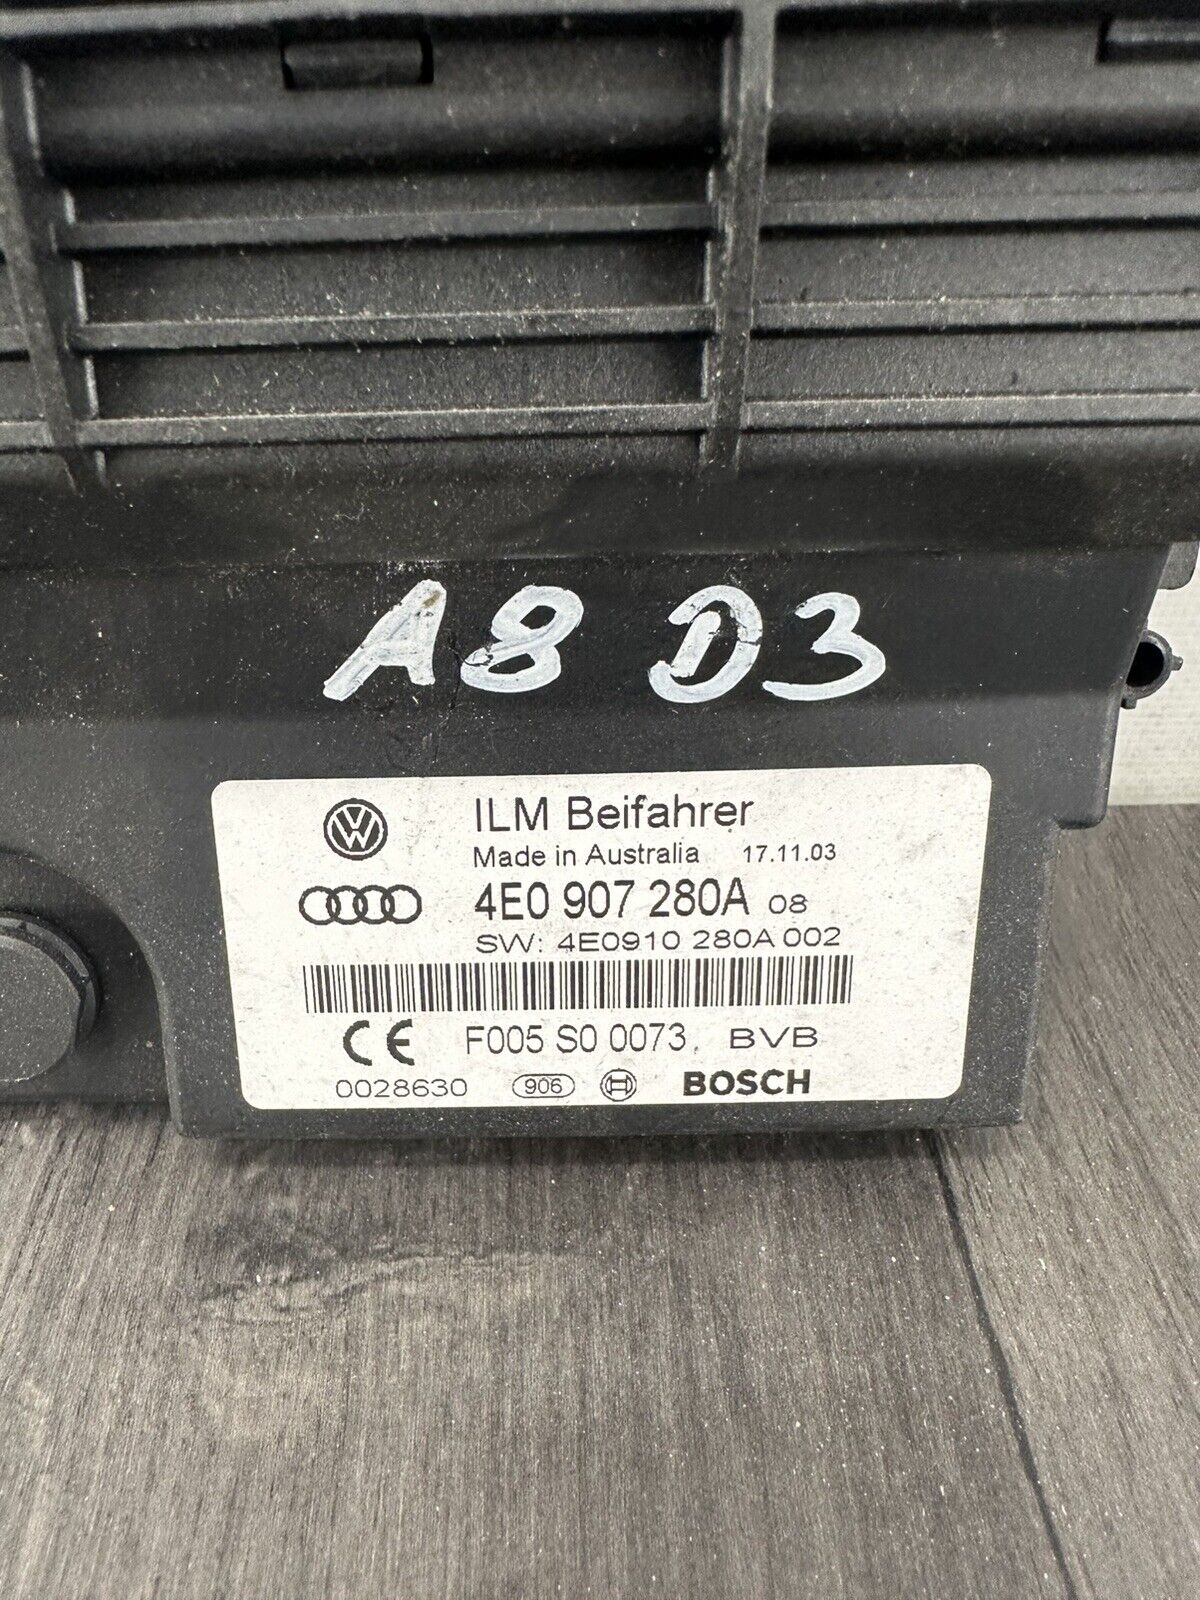 A8 D3
ILM Beifahrer
Made in Australia 17.11.03
4E0 907 280A 08
SW: 4E0910 280A 002
CE F005 S0 0073 BVB
0028630 906 BOSCH